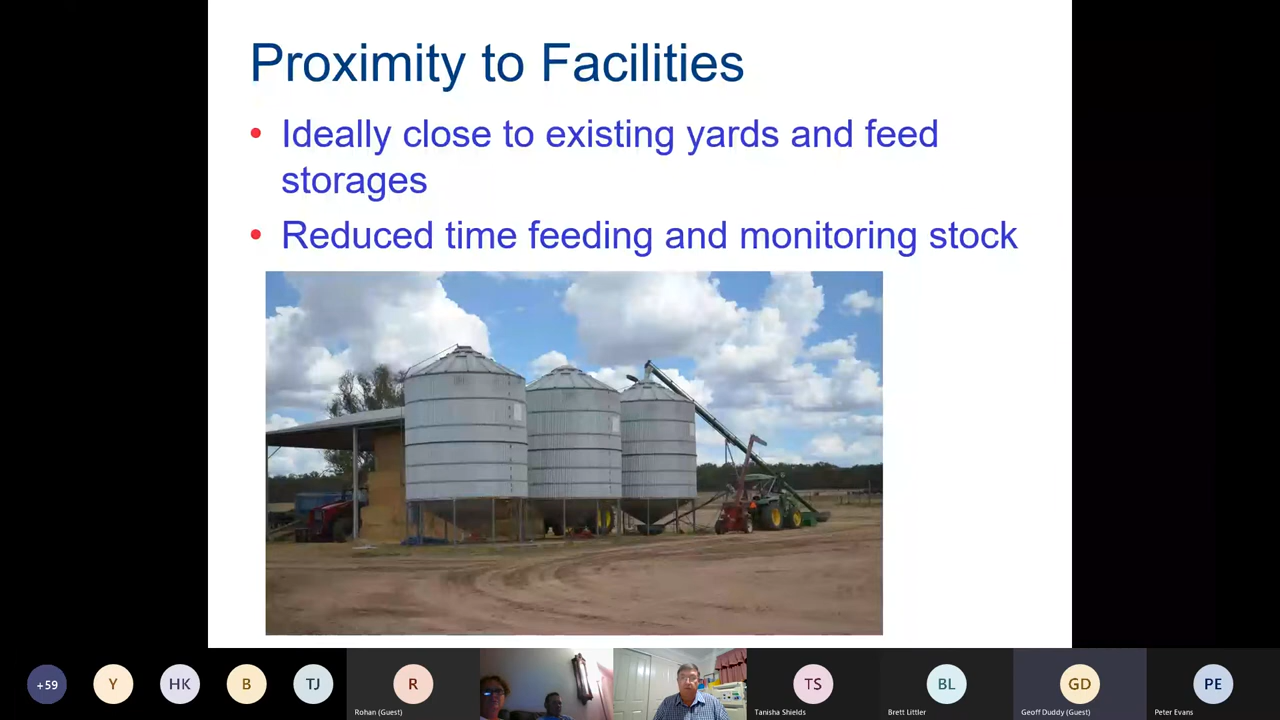 Proximity to Facilities
• Ideally close to existing yards and feed
storages
• Reduced time feeding and monitoring stock
+59
Y
HK
B
TJ
R
Rohan (Guest)
TS
Tanisha Shields
BL
Brett Littler
GD
Geoff Duddy (Guest)
PE
Peter Evans